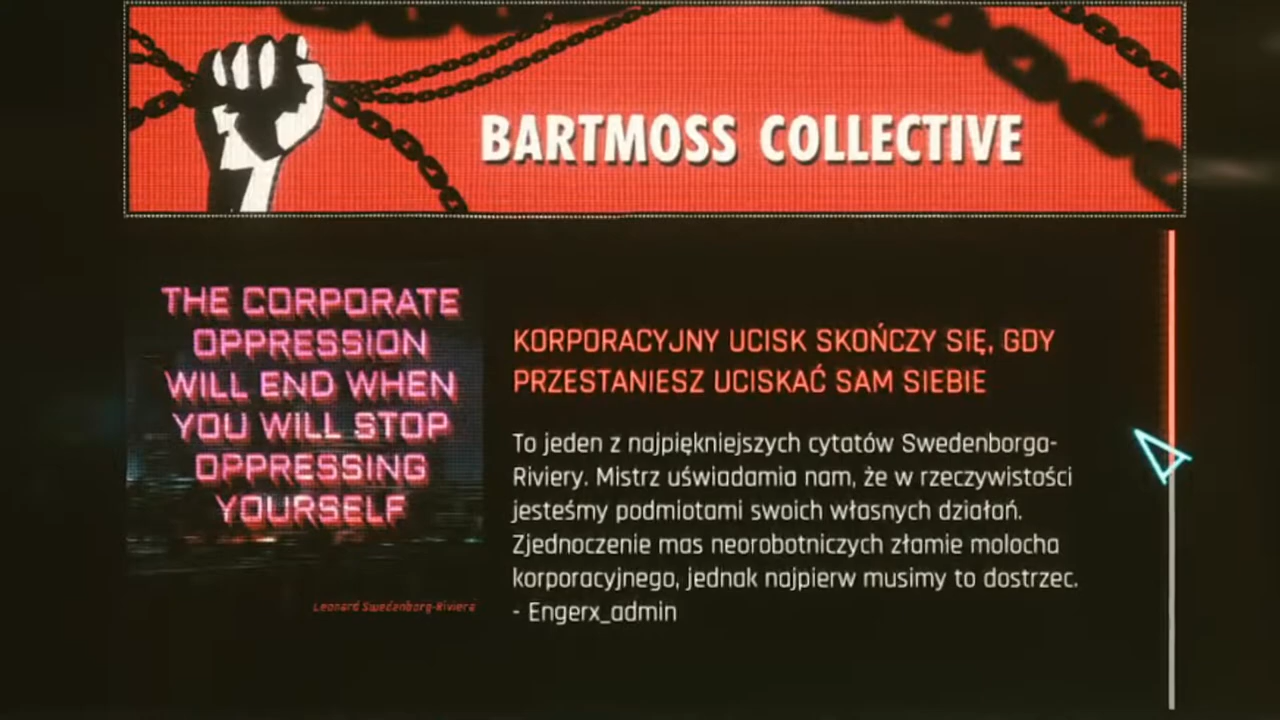 BARTMOSS COLLECTIVE
THE CORPORATE
OPPRESSION
WILL END WHEN
YOU WILL STOP
OPPRESSING
YOURSELF
Leonard Swedenborg-Riviera
KORPORACYJNY UCISK SKOŃCZY SIĘ, GDY
PRZESTANIESZ UCISKAĆ SAM SIEBIE
To jeden z najpiękniejszych cytatów Swedenborga-
Riviery. Mistrz uświadamia nam, że w rzeczywistości
jesteśmy podmiotami swoich własnych działań.
Zjednoczenie mas neorobotniczych złamie molocha
korporacyjnego, jednak najpierw musimy to dostrzec.
- Engerx_admin